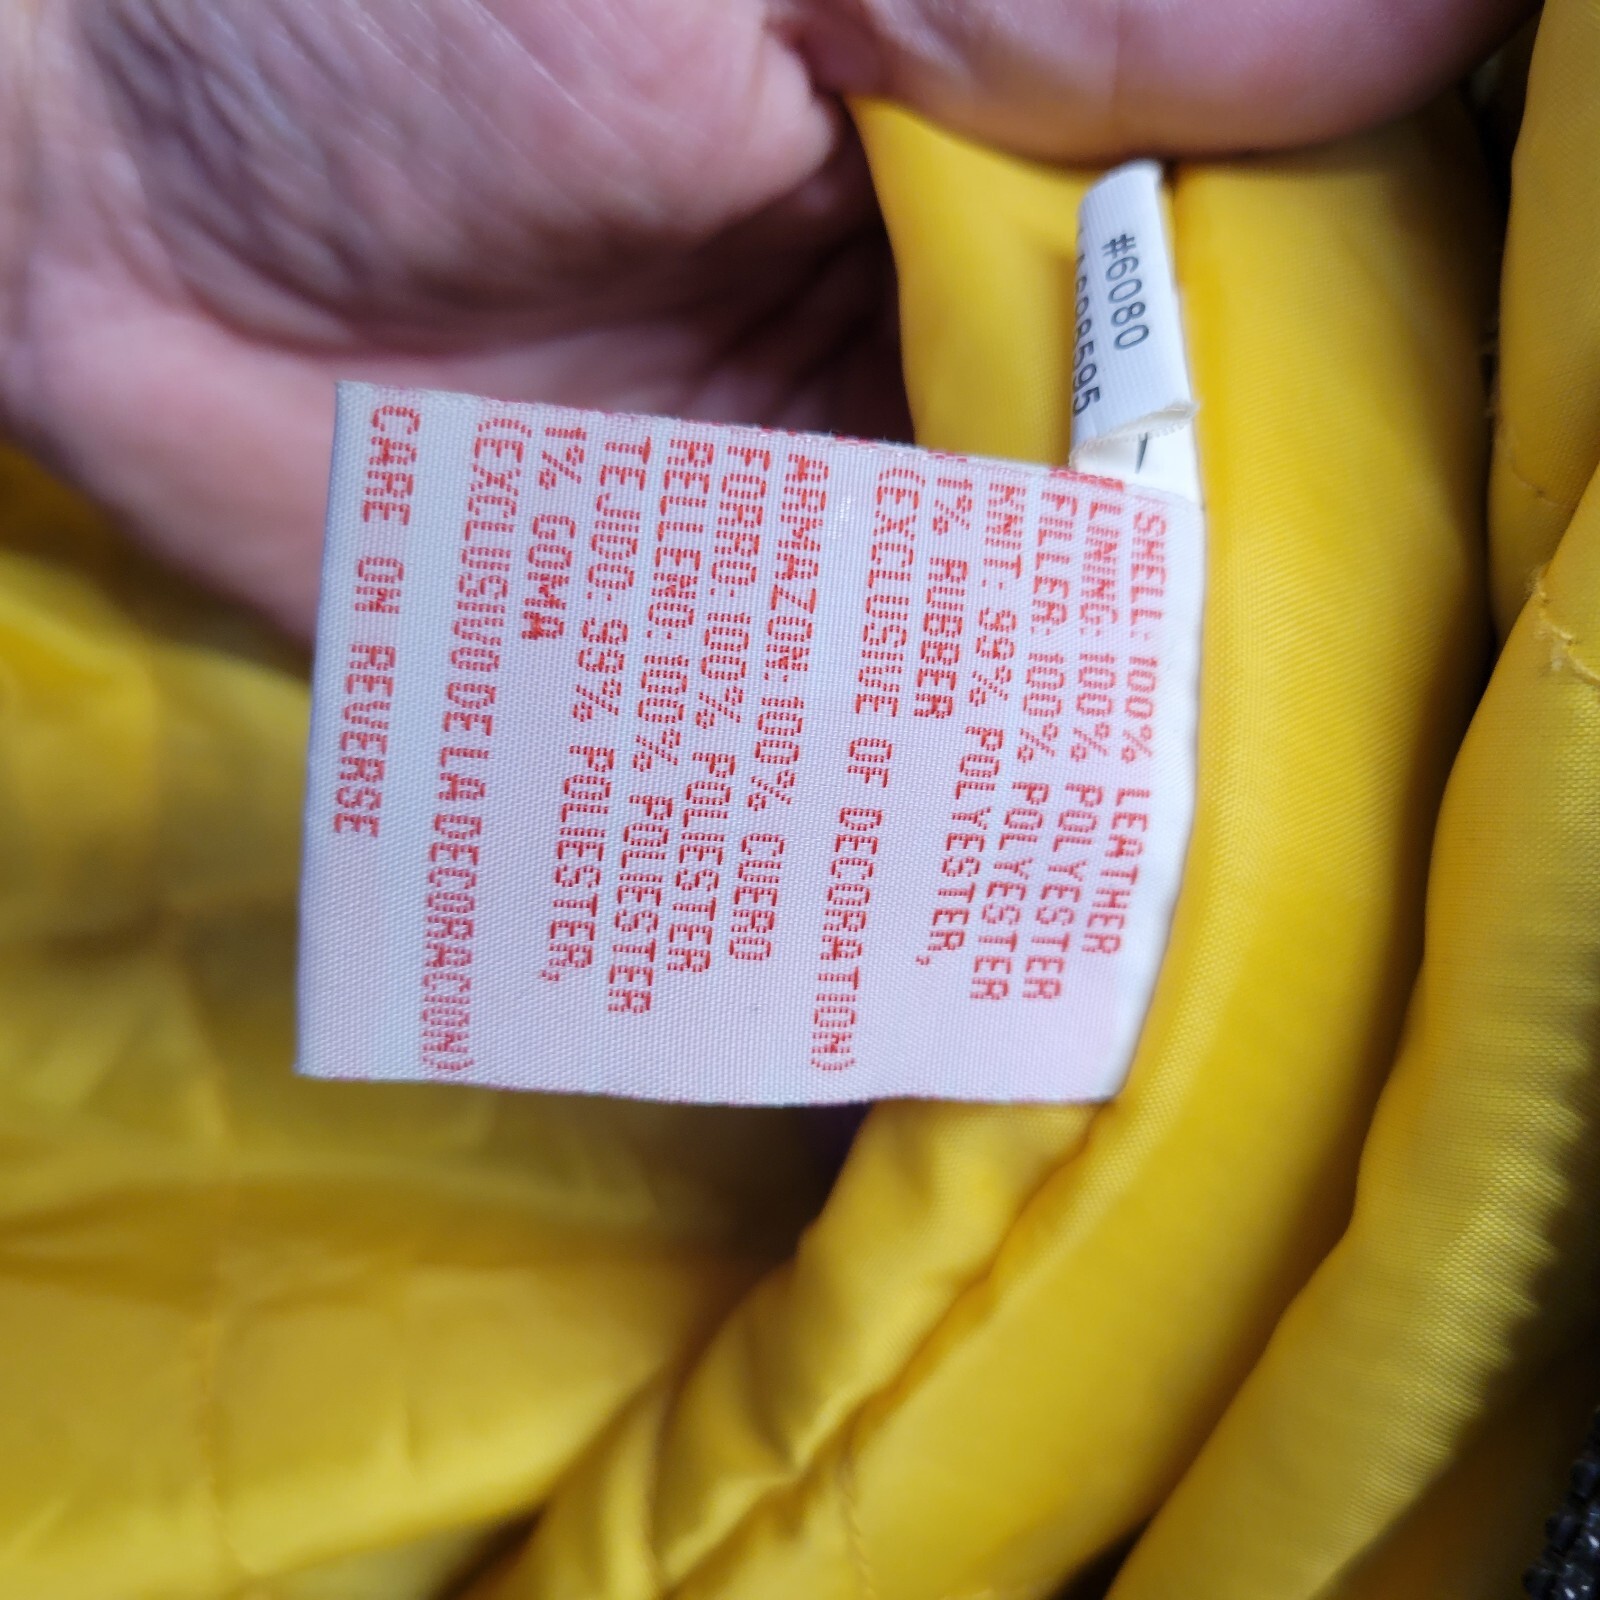 #6080
SHELL: 100% LEATHER
LINING: 100% POLYESTER
FILLER: 100% POLYESTER
KNIT: 99% POLYESTER,
1% RUBBER
(EXCLUSIVE OF DECORATION)
ARMAZON: 100% CUERO
FORRO: 100% POLIESTER
RELLENO: 100% POLIESTER
TEJIDO: 99% POLIESTER,
1% GOMA
(EXCLUSIVO DE LA DECORACION)
CARE ON REVERSE